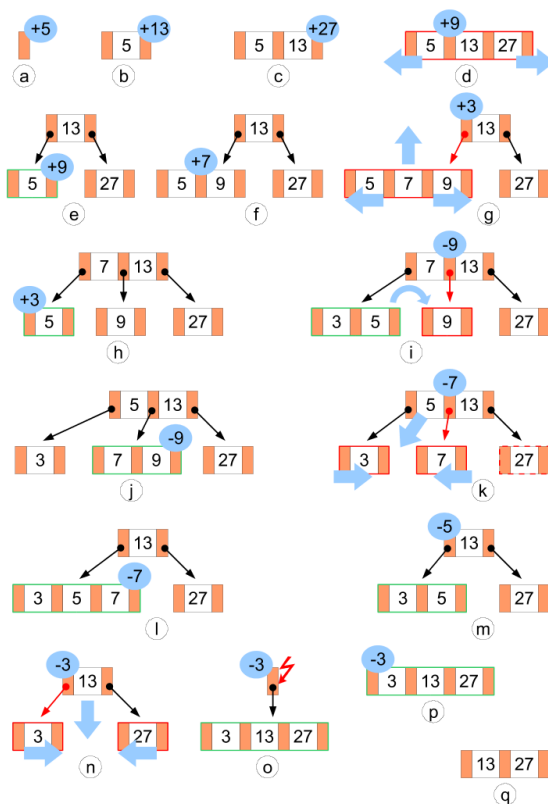 +5
a
5 +13
b
5 13 +27
c
+9
5 13 27
d
13
5 +9 27
e
13
+7
5 9 27
f
+3
13
5 7 9 27
g
7 13
+3
5 9 27
h
-9
7 13
3 5 9 27
i
5 13
-9
3 7 9 27
j
-7
5 13
3 7 27
k
13
-7
3 5 7 27
l
-5
13
3 5 27
m
-3
13
3 27
n
-3
3 13 27
o
-3
3 13 27
p
13 27
q